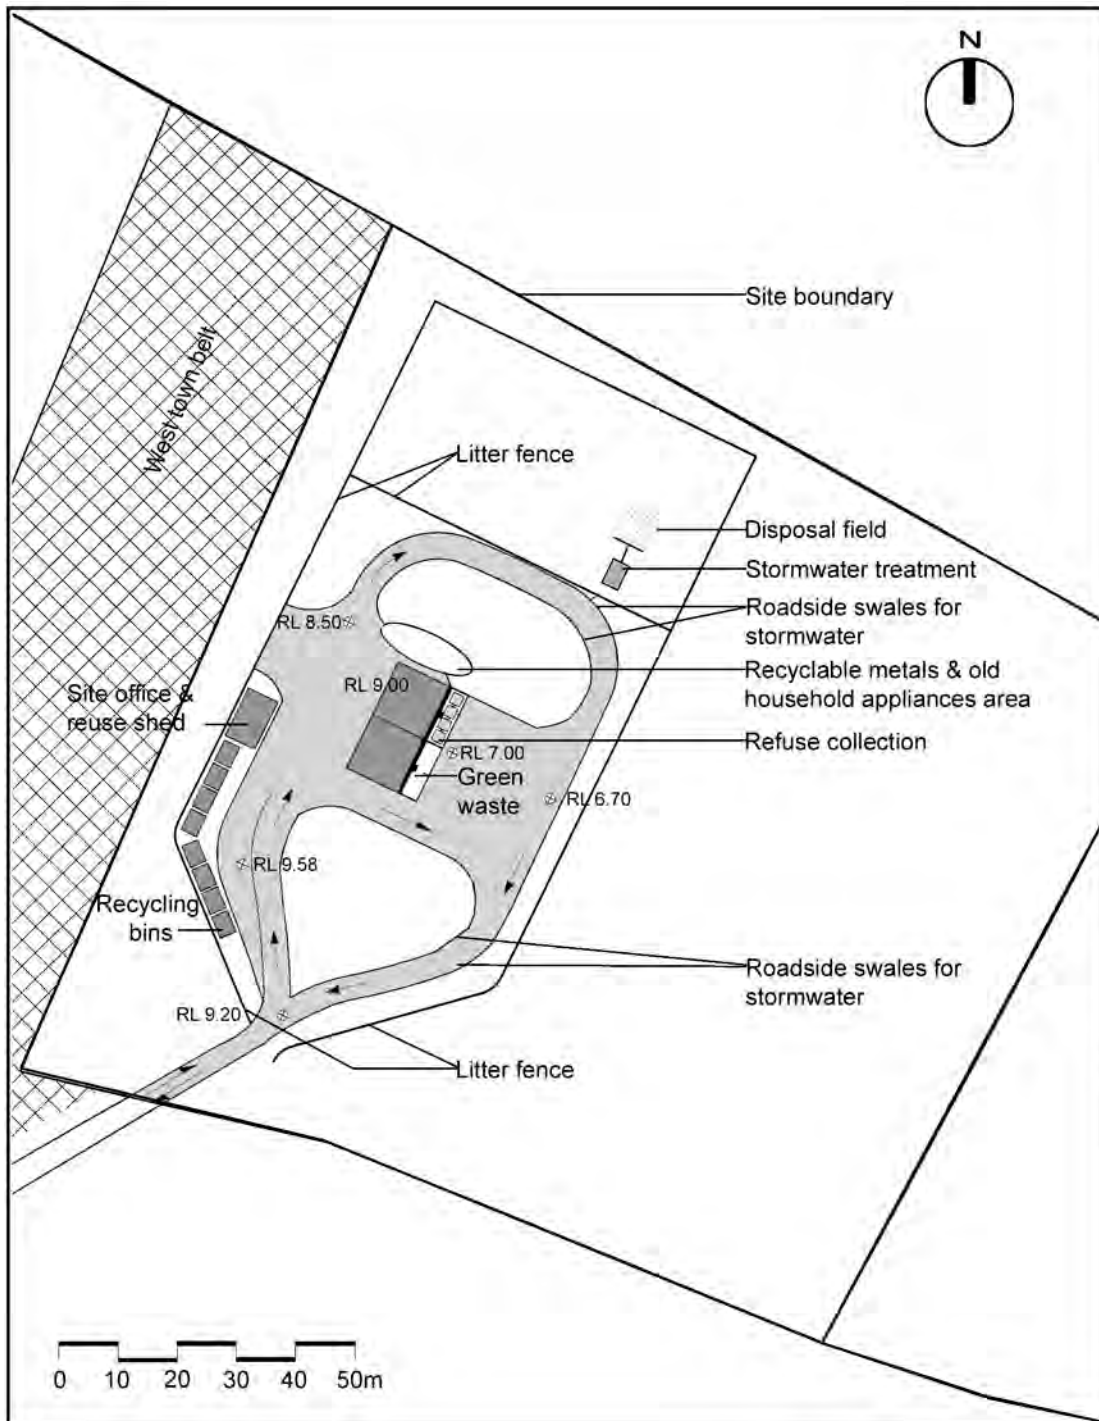 N
Site boundary
West town belt
Litter fence
Disposal field
Stormwater treatment
Roadside swales for
stormwater
RL 8.50
Recyclable metals & old
household appliances area
RL 9.00
Site office &
reuse shed
Refuse collection
RL 7.00
Green
waste
RL 6.70
RL 9.58
Recycling
bins
Roadside swales for
stormwater
RL 9.20
Litter fence
0 10 20 30 40 50m